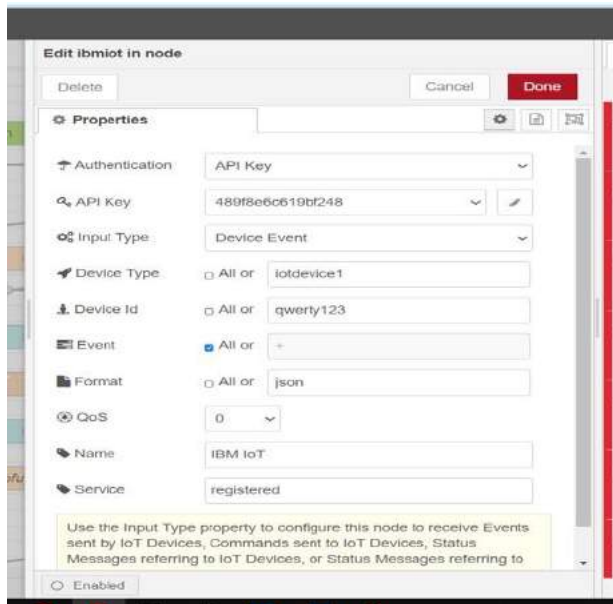 Edit ibmiot in node
Delete
Cancel
Done
Properties
Authentication
API Key
API Key
489f8e6c619bf248
Input Type
Device Event
Device Type
All or
iotdevice1
Device Id
All or
qwerty123
Event
All or
+
Format
All or
json
QoS
0
Name
IBM IoT
Service
registered
Use the Input Type property to configure this node to receive Events
sent by IoT Devices, Commands sent to IoT Devices, Status
Messages referring to IoT Devices, or Status Messages referring to
Enabled